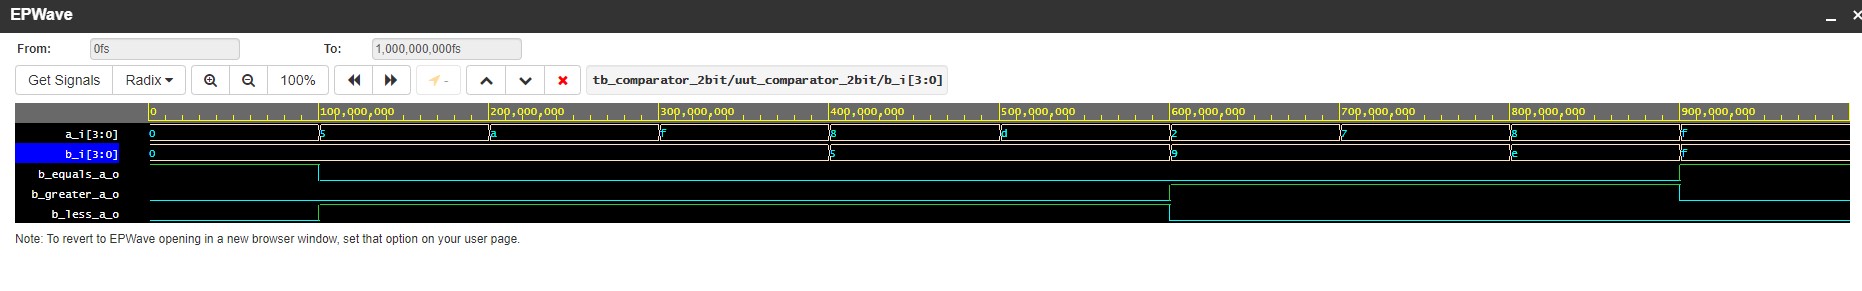 EPWave
From: 0fs To: 1,000,000,000fs
Get Signals Radix 100% - tb_comparator_2bit/uut_comparator_2bit/b_i[3:0]
0 100,000,000 200,000,000 300,000,000 400,000,000 500,000,000 600,000,000 700,000,000 800,000,000 900,000,000
a_i[3:0] 0 5 a f 8 d 2 7 8 f
b_i[3:0] 0 5 9 e f
b_equals_a_o
b_greater_a_o
b_less_a_o
Note: To revert to EPWave opening in a new browser window, set that option on your user page.